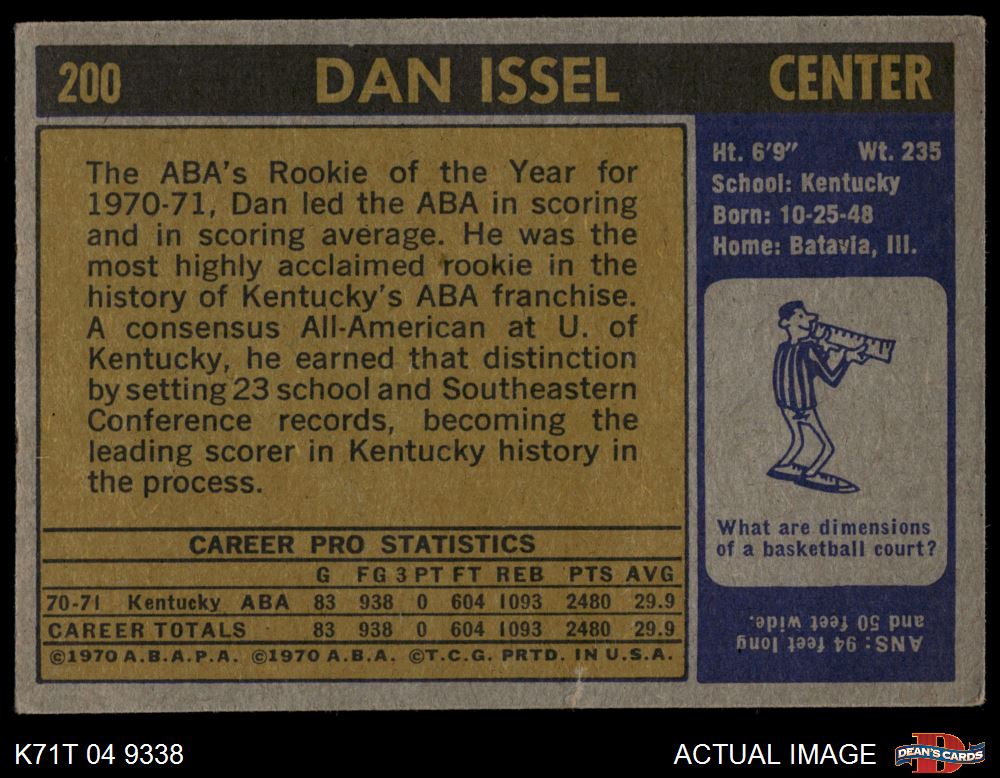 200 DAN ISSEL CENTER
The ABA's Rookie of the Year for
1970-71, Dan led the ABA in scoring
and in scoring average. He was the
most highly acclaimed rookie in the
history of Kentucky's ABA franchise.
A consensus All-American at U. of
Kentucky, he earned that distinction
by setting 23 school and Southeastern
Conference records, becoming the
leading scorer in Kentucky history in
the process.
CAREER PRO STATISTICS
G FG 3 PT FT REB PTS AVG
70-71 Kentucky ABA 83 938 0 604 1093 2480 29.9
CAREER TOTALS 83 938 0 604 1093 2480 29.9
©1970 A.B.A.P.A. ©1970 A.B.A. ©T.C.G. PRTD. IN U.S.A.
Ht. 6'9" Wt. 235
School: Kentucky
Born: 10-25-48
Home: Batavia, Ill.
What are dimensions
of a basketball court?
ANS: 94 feet long
and 50 feet wide.
K71T 04 9338 ACTUAL IMAGE DEAN'S CARDS